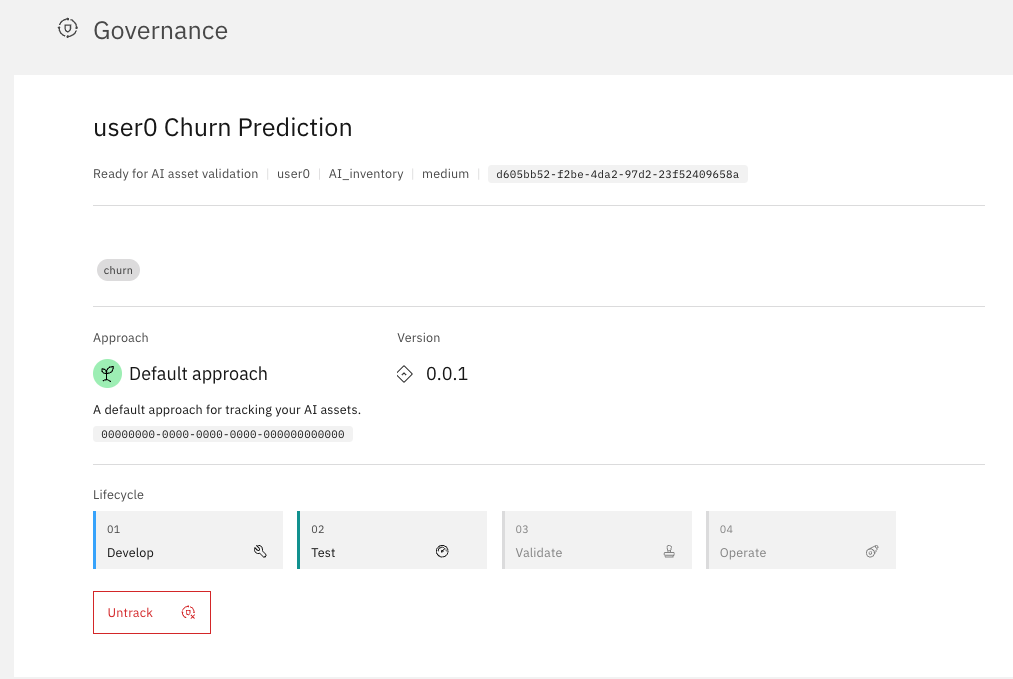 Governance
user0 Churn Prediction
Ready for AI asset validation user0 AI_inventory medium d605bb52-f2be-4da2-97d2-23f52409658a
churn
Approach Version
Default approach 0.0.1
A default approach for tracking your AI assets.
00000000-0000-0000-0000-000000000000
Lifecycle
01 02 03 04
Develop Test Validate Operate
Untrack